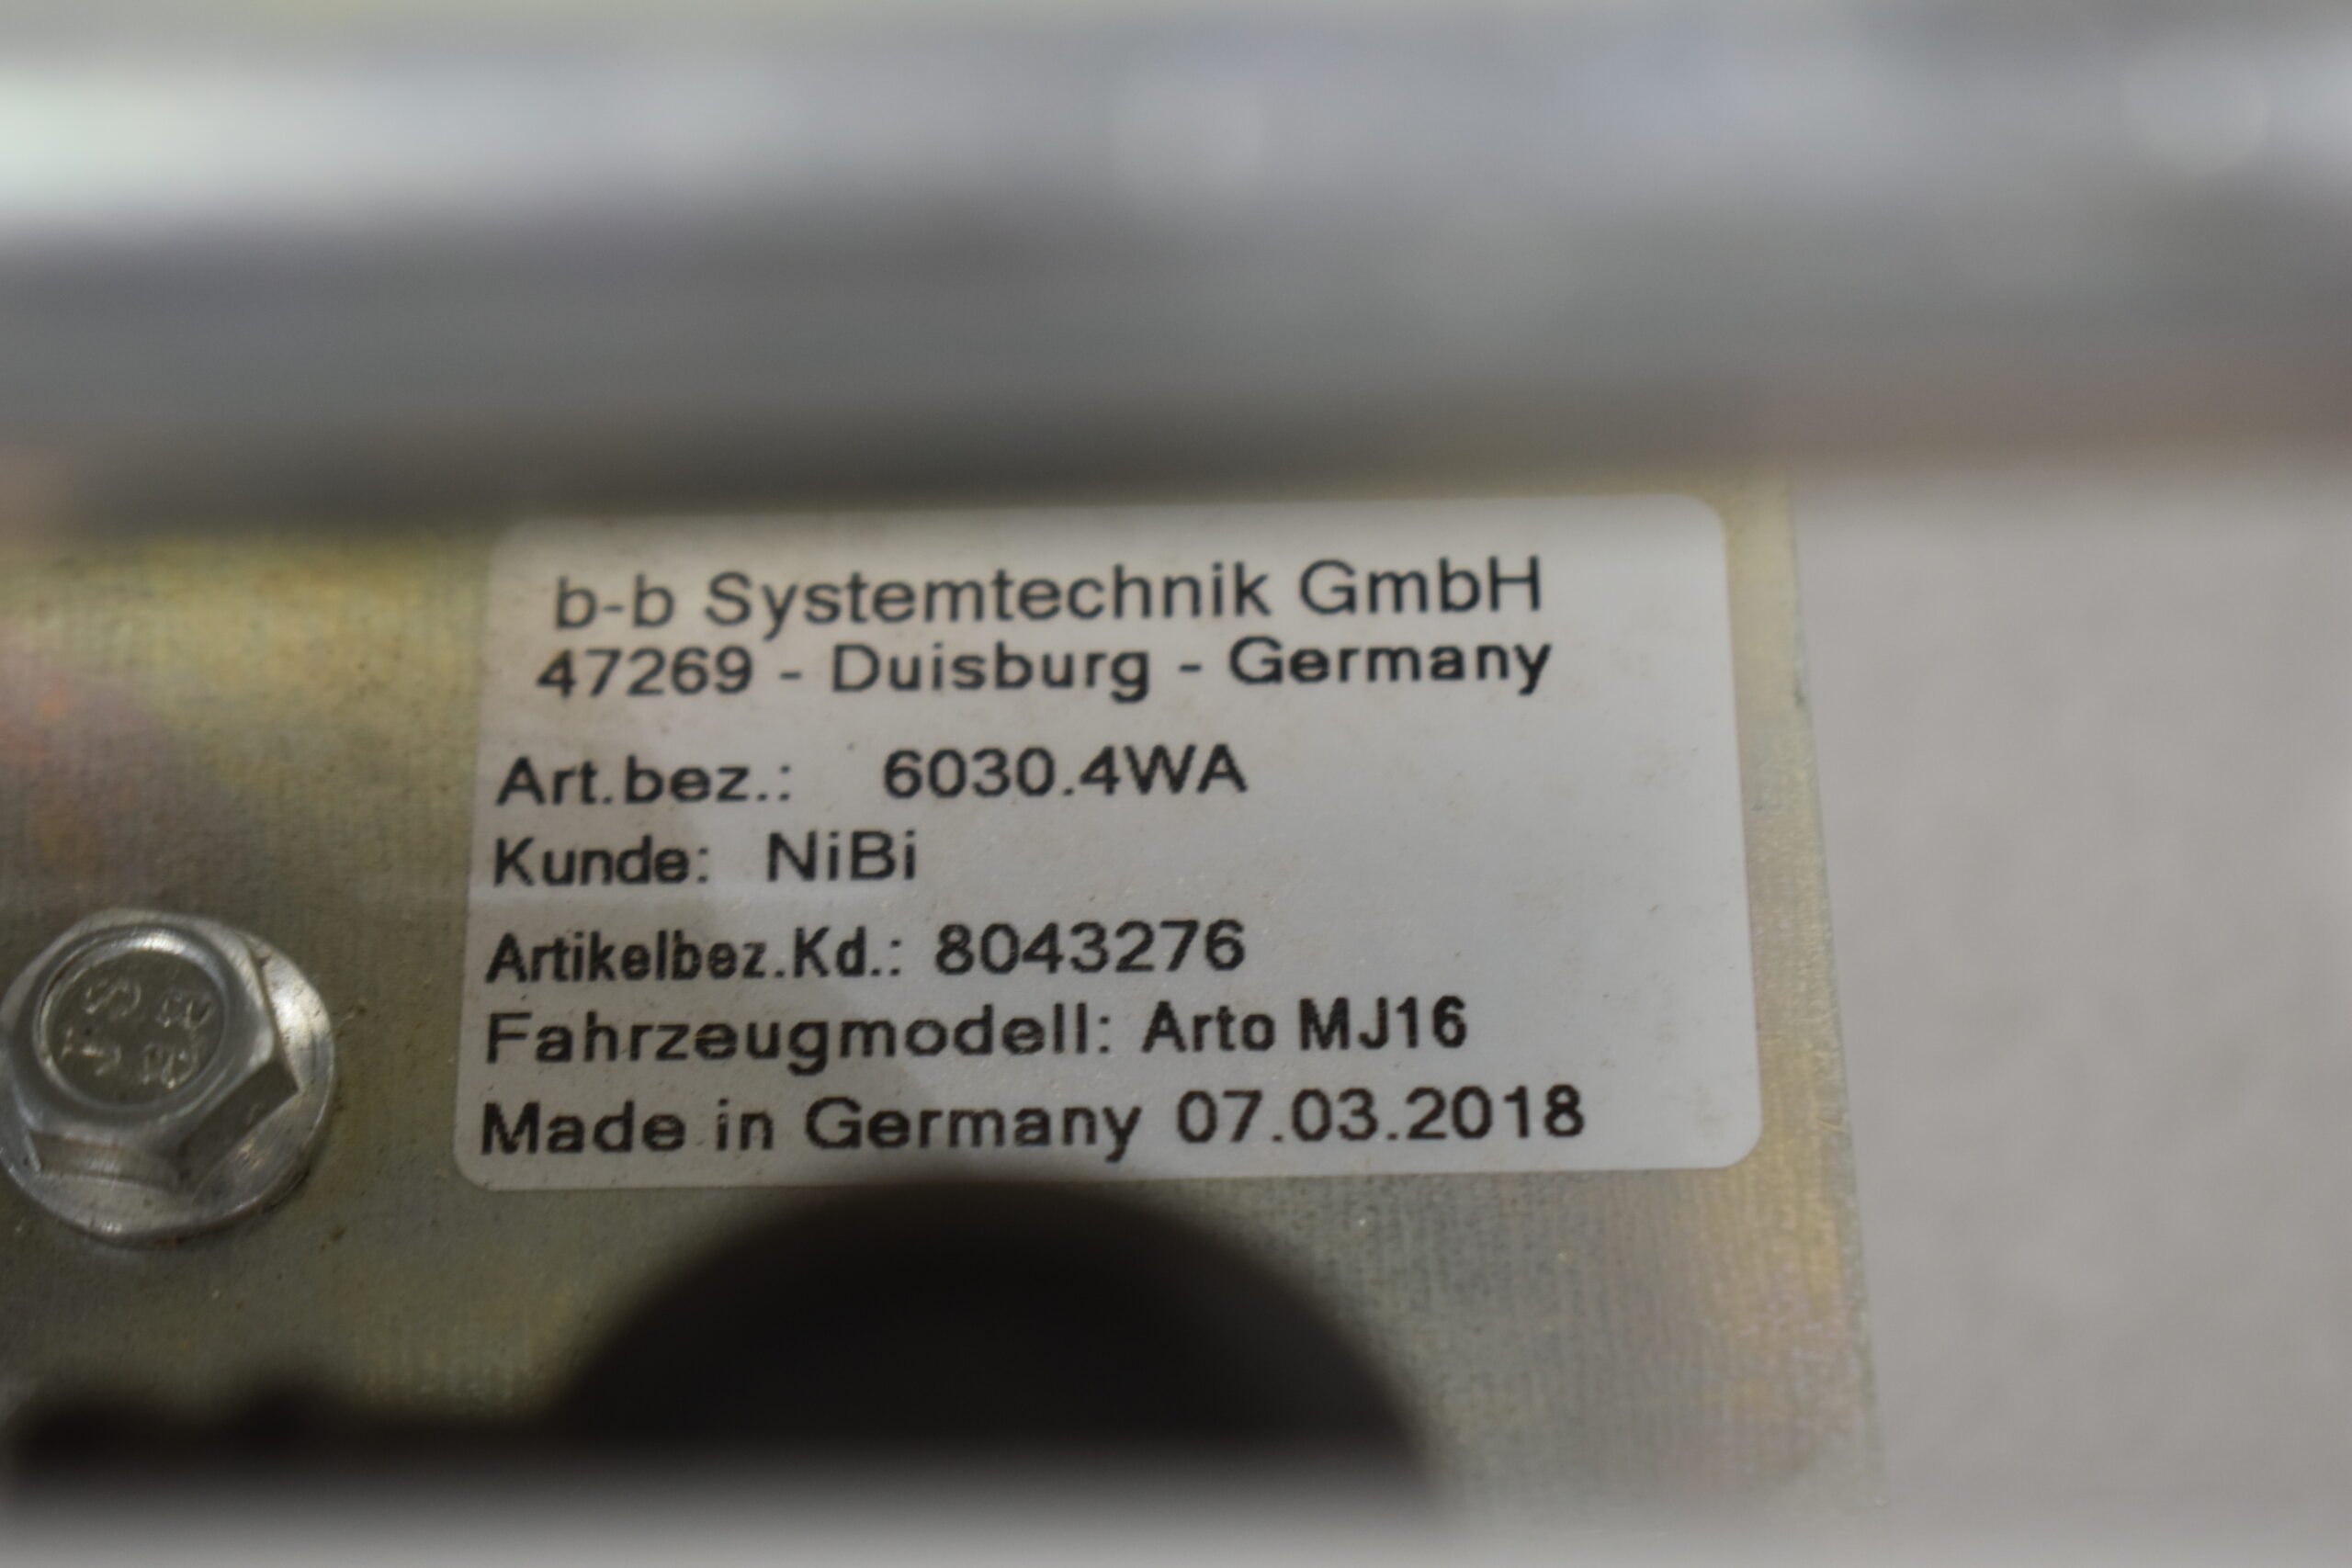 b-b Systemtechnik GmbH
47269 - Duisburg - Germany
Art.bez.: 6030.4WA
Kunde: NiBi
Artikelbez.Kd.: 8043276
Fahrzeugmodell: Arto MJ16
Made in Germany 07.03.2018